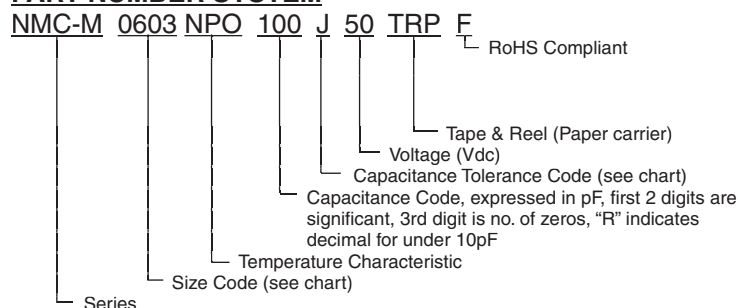 PART NUMBER SYSTEM
NMC-M 0603 NPO 100 J 50 TRP F
RoHS Compliant
Tape & Reel (Paper carrier)
Voltage (Vdc)
Capacitance Tolerance Code (see chart)
Capacitance Code, expressed in pF, first 2 digits are
significant, 3rd digit is no. of zeros, “R” indicates
decimal for under 10pF
Temperature Characteristic
Size Code (see chart)
Series